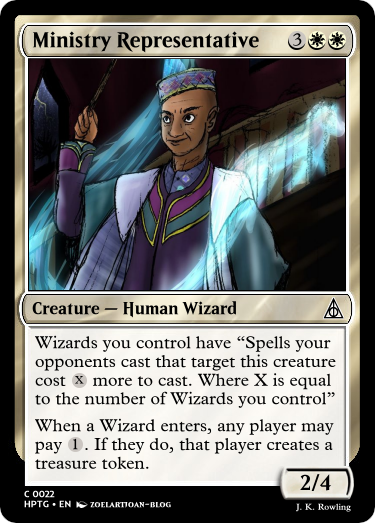 Ministry Representative 3
Creature — Human Wizard
Wizards you control have “Spells your
opponents cast that target this creature
cost X more to cast. Where X is equal
to the number of Wizards you control”
When a Wizard enters, any player may
pay 1. If they do, that player creates a
treasure token.
2/4
C 0022
HPTG • EN ZOELARTJOAN-BLOG
J. K. Rowling